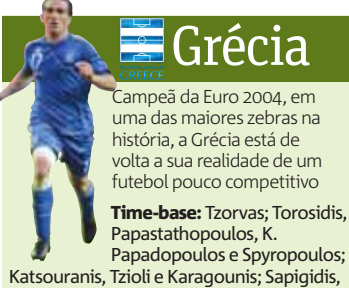 GREECE
Grécia
Campeã da Euro 2004, em
uma das maiores zebras na
história, a Grécia está de
volta a sua realidade de um
futebol pouco competitivo
Time-base: Tzorvas; Torosidis,
Papastathopoulos, K.
Papadopoulos e Spyropoulos;
Katsouranis, Tzioli e Karagounis; Sapigidis,